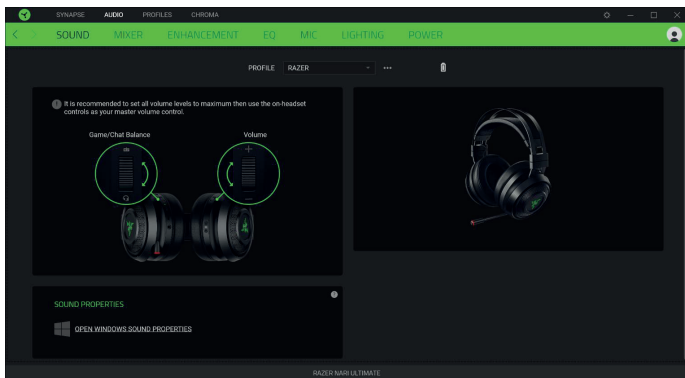 SYNAPSE AUDIO PROFILES CHROMA
SOUND MIXER ENHANCEMENT EQ MIC LIGHTING POWER
PROFILE RAZER
It is recommended to set all volume levels to maximum then use the on-headset
controls as your master volume control.
Game/Chat Balance Volume
SOUND PROPERTIES
OPEN WINDOWS SOUND PROPERTIES
RAZER NARI ULTIMATE